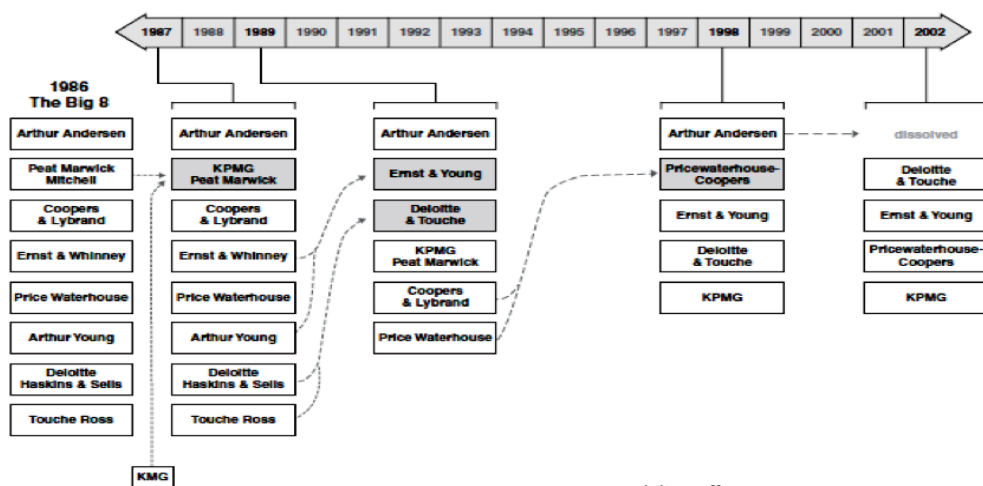 1987 1988 1989 1990 1991 1992 1993 1994 1995 1996 1997 1998 1999 2000 2001 2002
1986
The Big 8
Arthur Andersen
Peat Marwick
Mitchell
Coopers
& Lybrand
Ernst & Whinney
Price Waterhouse
Arthur Young
Deloitte
Haskins & Sells
Touche Ross
KMG
Arthur Andersen
KPMG
Peat Marwick
Coopers
& Lybrand
Ernst & Whinney
Price Waterhouse
Arthur Young
Deloitte
Haskins & Sells
Touche Ross
Arthur Andersen
Ernst & Young
Deloitte
& Touche
KPMG
Peat Marwick
Coopers
& Lybrand
Price Waterhouse
Arthur Andersen
Pricewaterhouse-
Coopers
Ernst & Young
Deloitte
& Touche
KPMG
dissolved
Deloitte
& Touche
Ernst & Young
Pricewaterhouse-
Coopers
KPMG